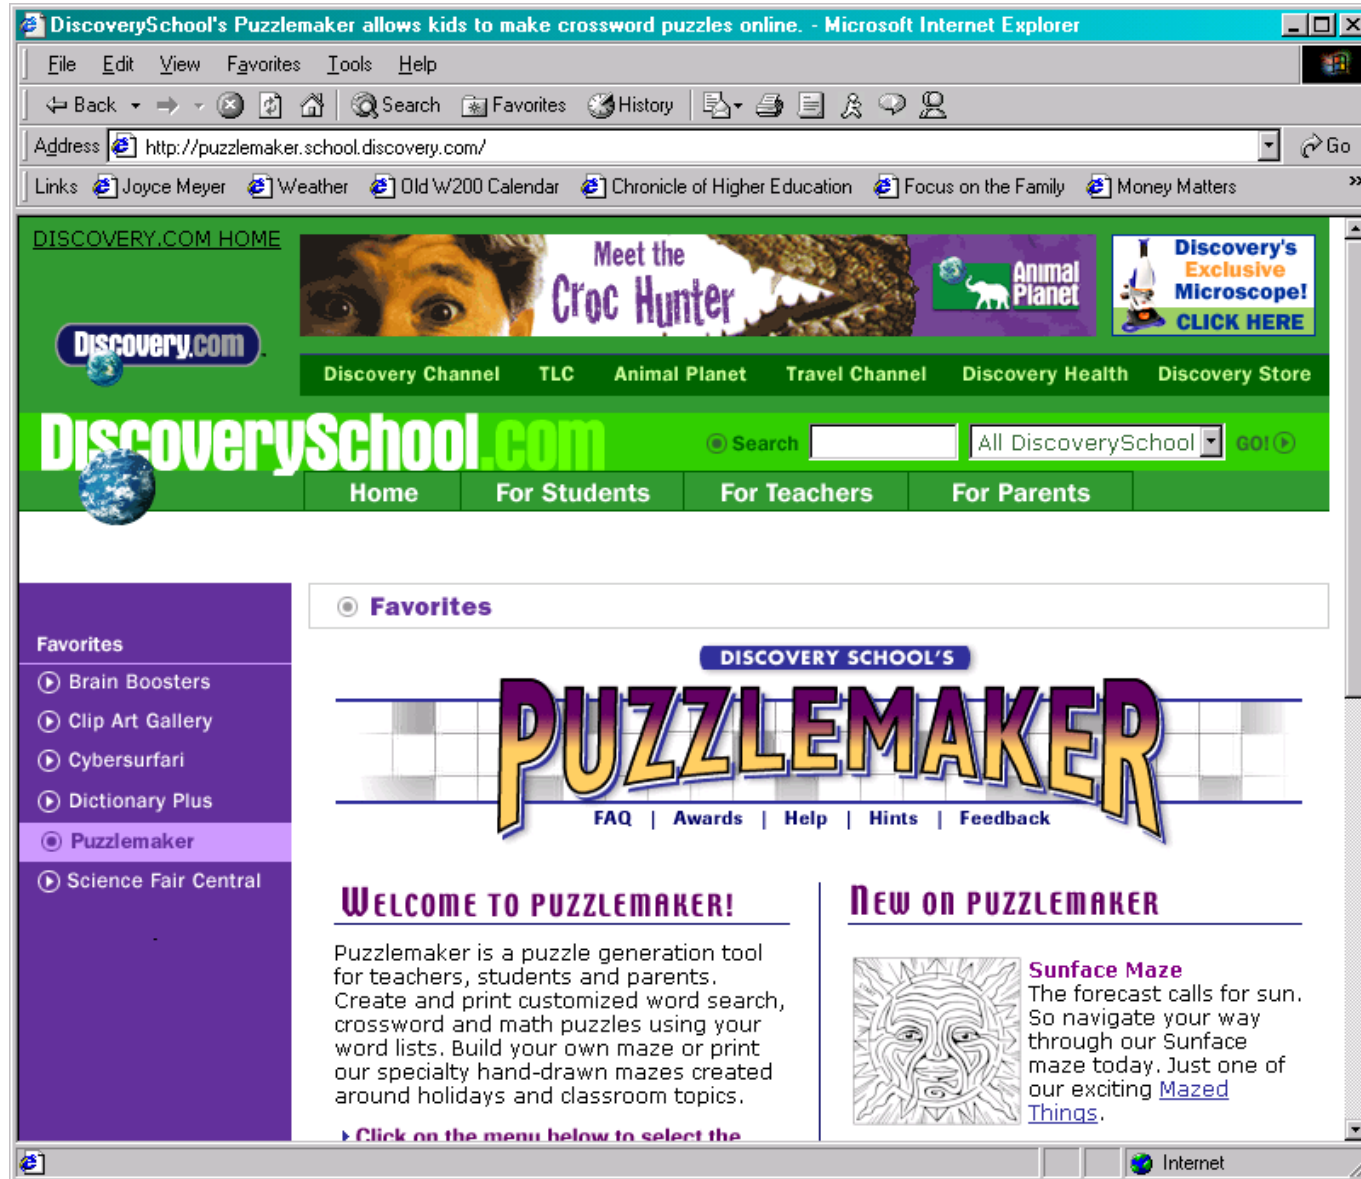 DiscoverySchool's Puzzlemaker allows kids to make crossword puzzles online. - Microsoft Internet Explorer
File Edit View Favorites Tools Help
Back Search Favorites History
Address http://puzzlemaker.school.discovery.com/ Go
Links Joyce Meyer Weather Old W200 Calendar Chronicle of Higher Education Focus on the Family Money Matters »
DISCOVERY.COM HOME
Meet the
Croc Hunter
Animal
Planet
Discovery's
Exclusive
Microscope!
CLICK HERE
Discovery.com
Discovery Channel TLC Animal Planet Travel Channel Discovery Health Discovery Store
DiscoverySchool.com
Search All DiscoverySchool GO!
Home For Students For Teachers For Parents
Favorites
Brain Boosters
Clip Art Gallery
Cybersurfari
Dictionary Plus
Puzzlemaker
Science Fair Central
Favorites
DISCOVERY SCHOOL'S
PUZZLEMAKER
FAQ | Awards | Help | Hints | Feedback
WELCOME TO PUZZLEMAKER!
Puzzlemaker is a puzzle generation tool
for teachers, students and parents.
Create and print customized word search,
crossword and math puzzles using your
word lists. Build your own maze or print
our specialty hand-drawn mazes created
around holidays and classroom topics.
Click on the menu below to select the
NEW ON PUZZLEMAKER
Sunface Maze
The forecast calls for sun.
So navigate your way
through our Sunface
maze today. Just one of
our exciting Mazed
Things.
Internet